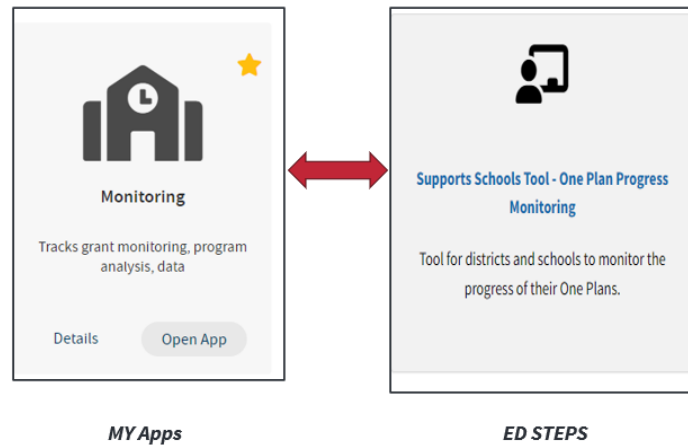 Monitoring
Tracks grant monitoring, program
analysis, data
Details
Open App
Supports Schools Tool - One Plan Progress
Monitoring
Tool for districts and schools to monitor the
progress of their One Plans.
MY Apps
ED STEPS